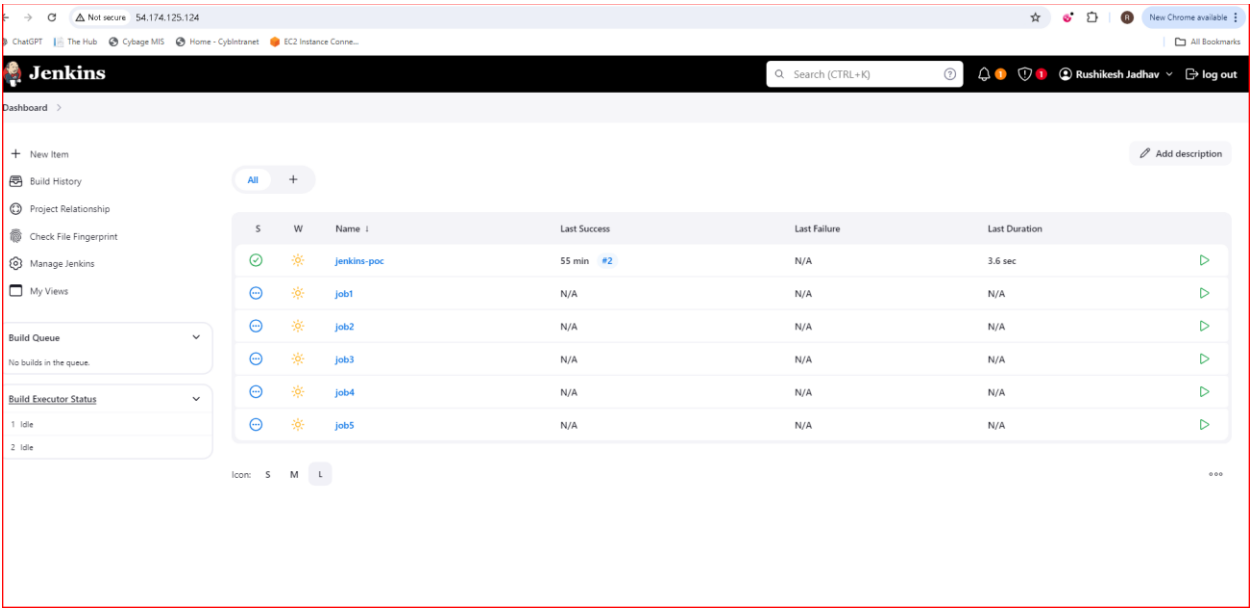 Not secure 54.174.125.124 R New Chrome available
ChatGPT The Hub Cybage MIS Home - CybIntranet EC2 Instance Conne... All Bookmarks
Jenkins Search (CTRL+K) ? 1 1 Rushikesh Jadhav log out
Dashboard >
+ New Item
Add description
Build History
All +
Project Relationship
Check File Fingerprint
Manage Jenkins
My Views
S W Name ↓ Last Success Last Failure Last Duration
jenkins-poc 55 min #2 N/A 3.6 sec
job1 N/A N/A N/A
job2 N/A N/A N/A
job3 N/A N/A N/A
job4 N/A N/A N/A
job5 N/A N/A N/A
Build Queue
No builds in the queue.
Build Executor Status
1 Idle
2 Idle
Icon: S M L